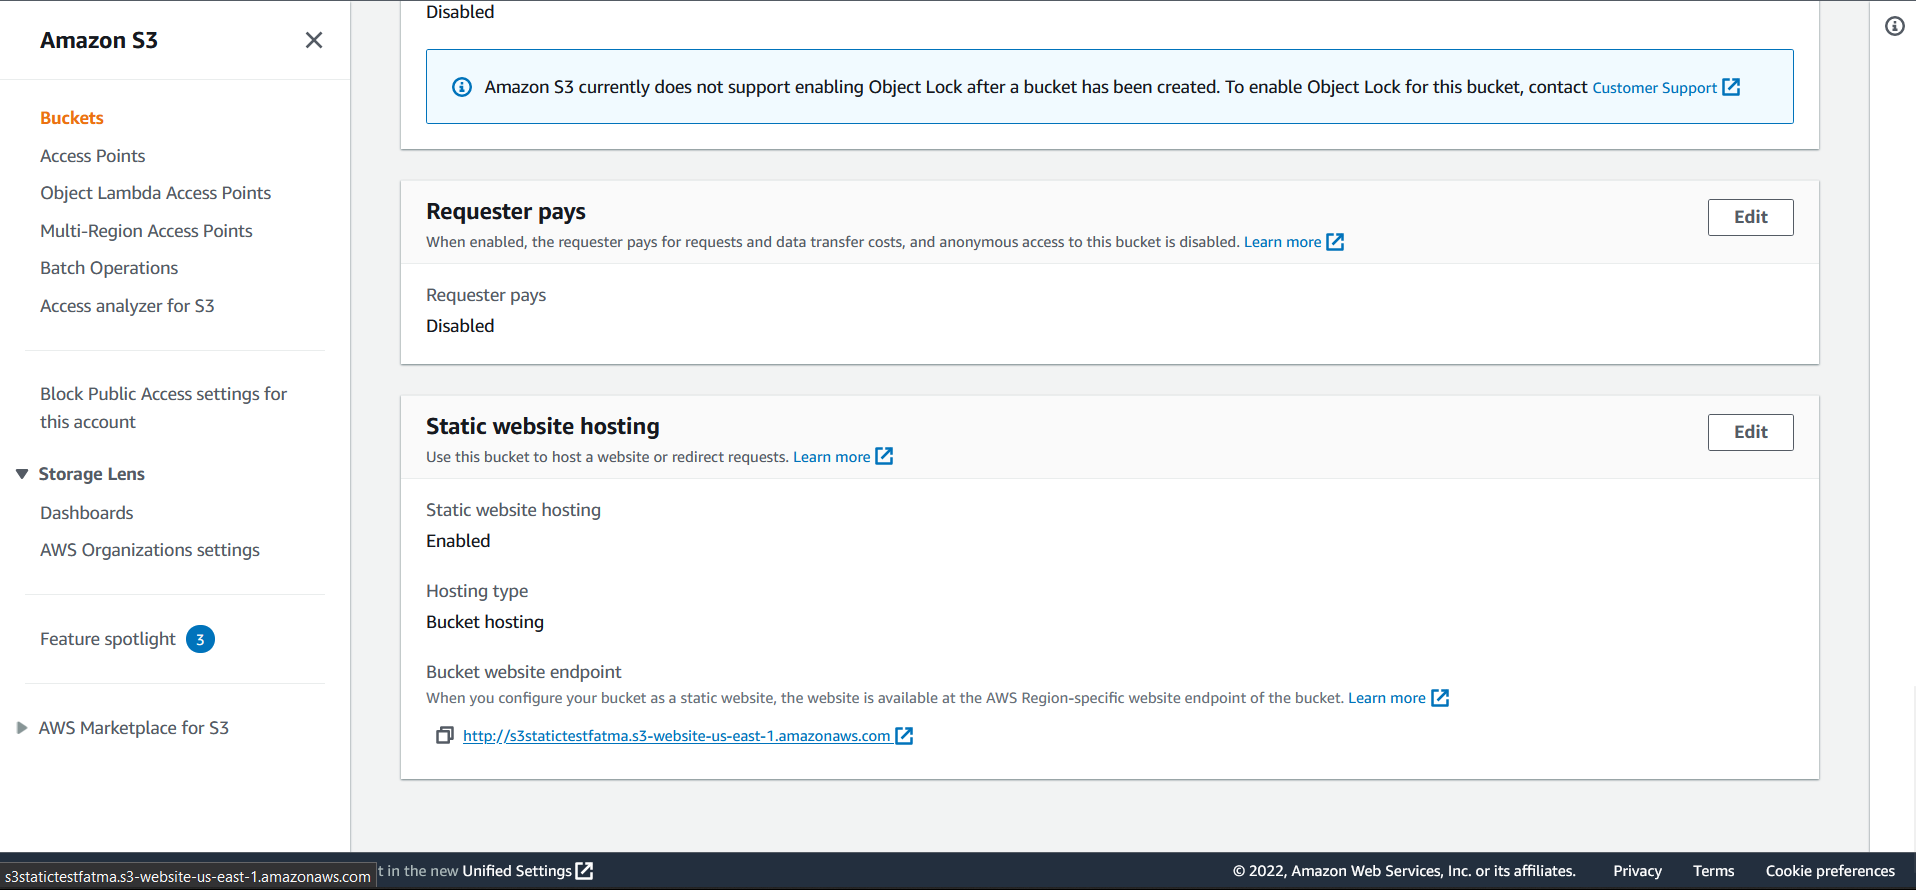 Amazon S3
Buckets
Access Points
Object Lambda Access Points
Multi-Region Access Points
Batch Operations
Access analyzer for S3
Block Public Access settings for
this account
Storage Lens
Dashboards
AWS Organizations settings
Feature spotlight 3
AWS Marketplace for S3
Disabled
Amazon S3 currently does not support enabling Object Lock after a bucket has been created. To enable Object Lock for this bucket, contact Customer Support
Requester pays
Edit
When enabled, the requester pays for requests and data transfer costs, and anonymous access to this bucket is disabled. Learn more
Requester pays
Disabled
Static website hosting
Edit
Use this bucket to host a website or redirect requests. Learn more
Static website hosting
Enabled
Hosting type
Bucket hosting
Bucket website endpoint
When you configure your bucket as a static website, the website is available at the AWS Region-specific website endpoint of the bucket. Learn more
http://s3statictestfatma.s3-website-us-east-1.amazonaws.com
s3statictestfatma.s3-website-us-east-1.amazonaws.com
t in the new Unified Settings
© 2022, Amazon Web Services, Inc. or its affiliates. Privacy Terms Cookie preferences